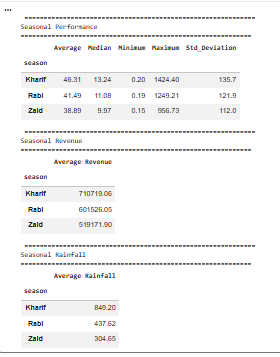 ...
Seasonal Performance
Average Median Minimum Maximum Std_Deviation
season
Kharif 46.31 13.24 0.20 1424.40 135.7
Rabi 41.49 11.08 0.19 1249.21 121.9
Zaid 38.89 9.97 0.15 956.73 112.0
Seasonal Revenue
Average Revenue
season
Kharif 710719.06
Rabi 601526.05
Zaid 519171.90
Seasonal Rainfall
Average Rainfall
season
Kharif 849.20
Rabi 437.62
Zaid 304.65